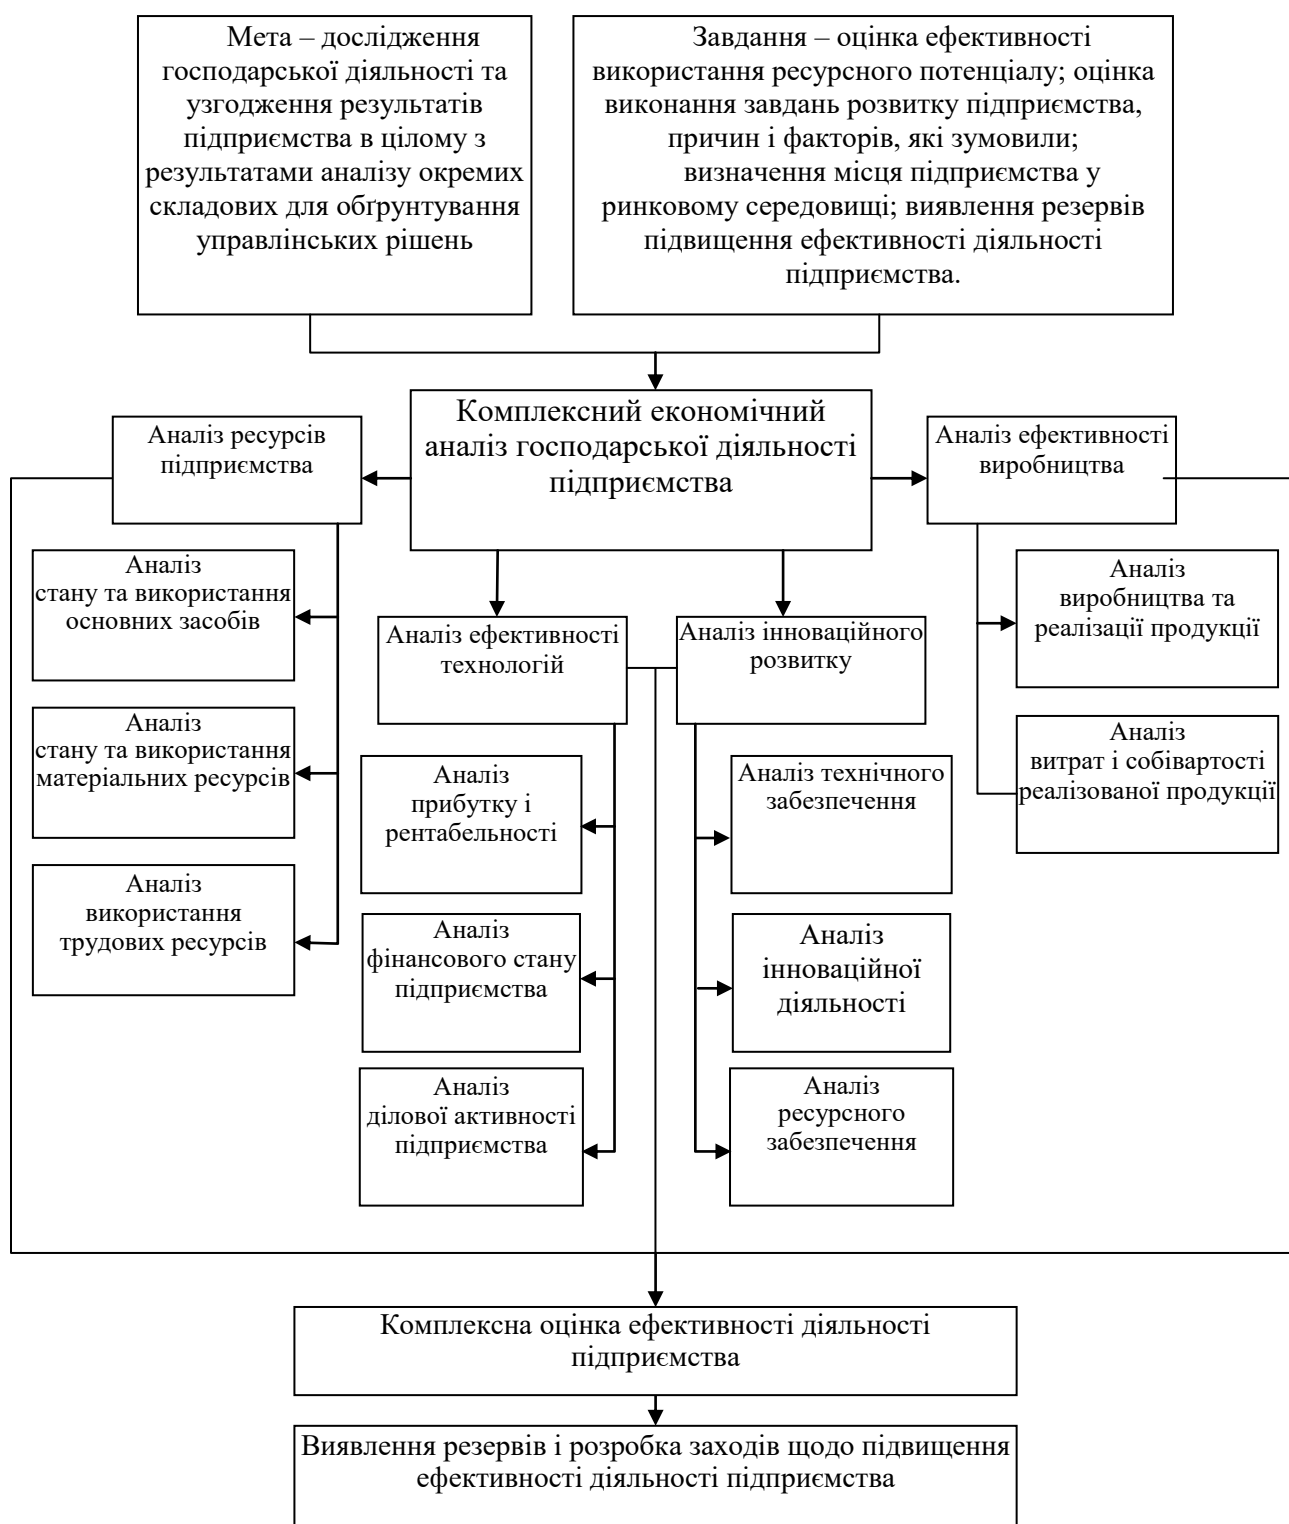 Мета – дослідження
господарської діяльності та
узгодження результатів
підприємства в цілому з
результатами аналізу окремих
складових для обґрунтування
управлінських рішень
Завдання – оцінка ефективності
використання ресурсного потенціалу; оцінка
виконання завдань розвитку підприємства,
причин і факторів, які зумовили;
визначення місця підприємства у
ринковому середовищі; виявлення резервів
підвищення ефективності діяльності
підприємства.
Комплексний економічний
аналіз господарської діяльності
підприємства
Аналіз ресурсів
підприємства
Аналіз ефективності
виробництва
Аналіз
стану та використання
основних засобів
Аналіз
стану та використання
матеріальних ресурсів
Аналіз
використання
трудових ресурсів
Аналіз ефективності
технологій
Аналіз інноваційного
розвитку
Аналіз
прибутку і
рентабельності
Аналіз
фінансового стану
підприємства
Аналіз
ділової активності
підприємства
Аналіз технічного
забезпечення
Аналіз
інноваційної
діяльності
Аналіз
ресурсного
забезпечення
Аналіз
виробництва та
реалізації продукції
Аналіз
витрат і собівартості
реалізованої продукції
Комплексна оцінка ефективності діяльності
підприємства
Виявлення резервів і розробка заходів щодо підвищення
ефективності діяльності підприємства